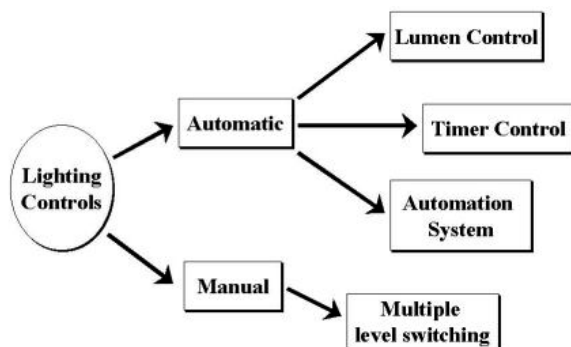 Lumen Control
Automatic
Timer Control
Lighting
Controls
Automation
System
Manual
Multiple
level switching